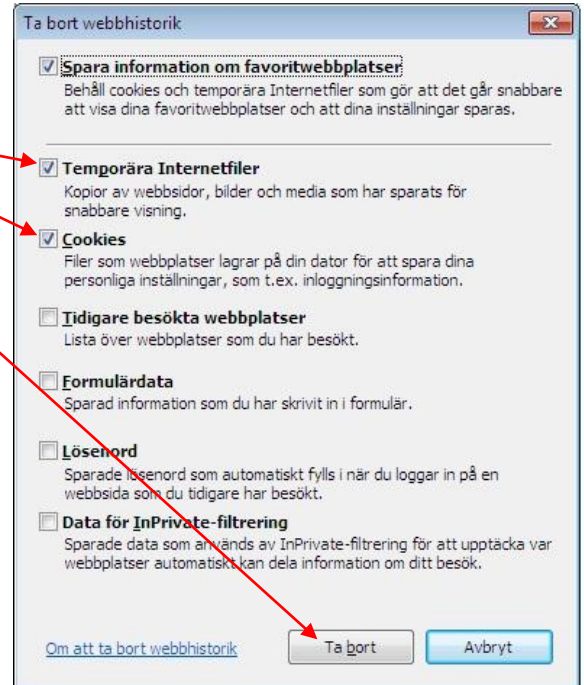 Ta bort webbhistorik
Spara information om favoritwebbplatser
Behåll cookies och temporära Internetfiler som gör att det går snabbare
att visa dina favoritwebbplatser och att dina inställningar sparas.
Temporära Internetfiler
Kopior av webbsidor, bilder och media som har sparats för
snabbare visning.
Cookies
Filer som webbplatser lagrar på din dator för att spara dina
personliga inställningar, som t.ex. inloggningsinformation.
Tidigare besökta webbplatser
Lista över webbplatser som du har besökt.
Formulärdata
Sparad information som du har skrivit in i formulär.
Lösenord
Sparade lösenord som automatiskt fylls i när du loggar in på en
webbsida som du tidigare har besökt.
Data för InPrivate-filtrering
Sparade data som används av InPrivate-filtrering för att upptäcka var
webbplatser automatiskt kan dela information om ditt besök.
Om att ta bort webbhistorik Ta bort Avbryt